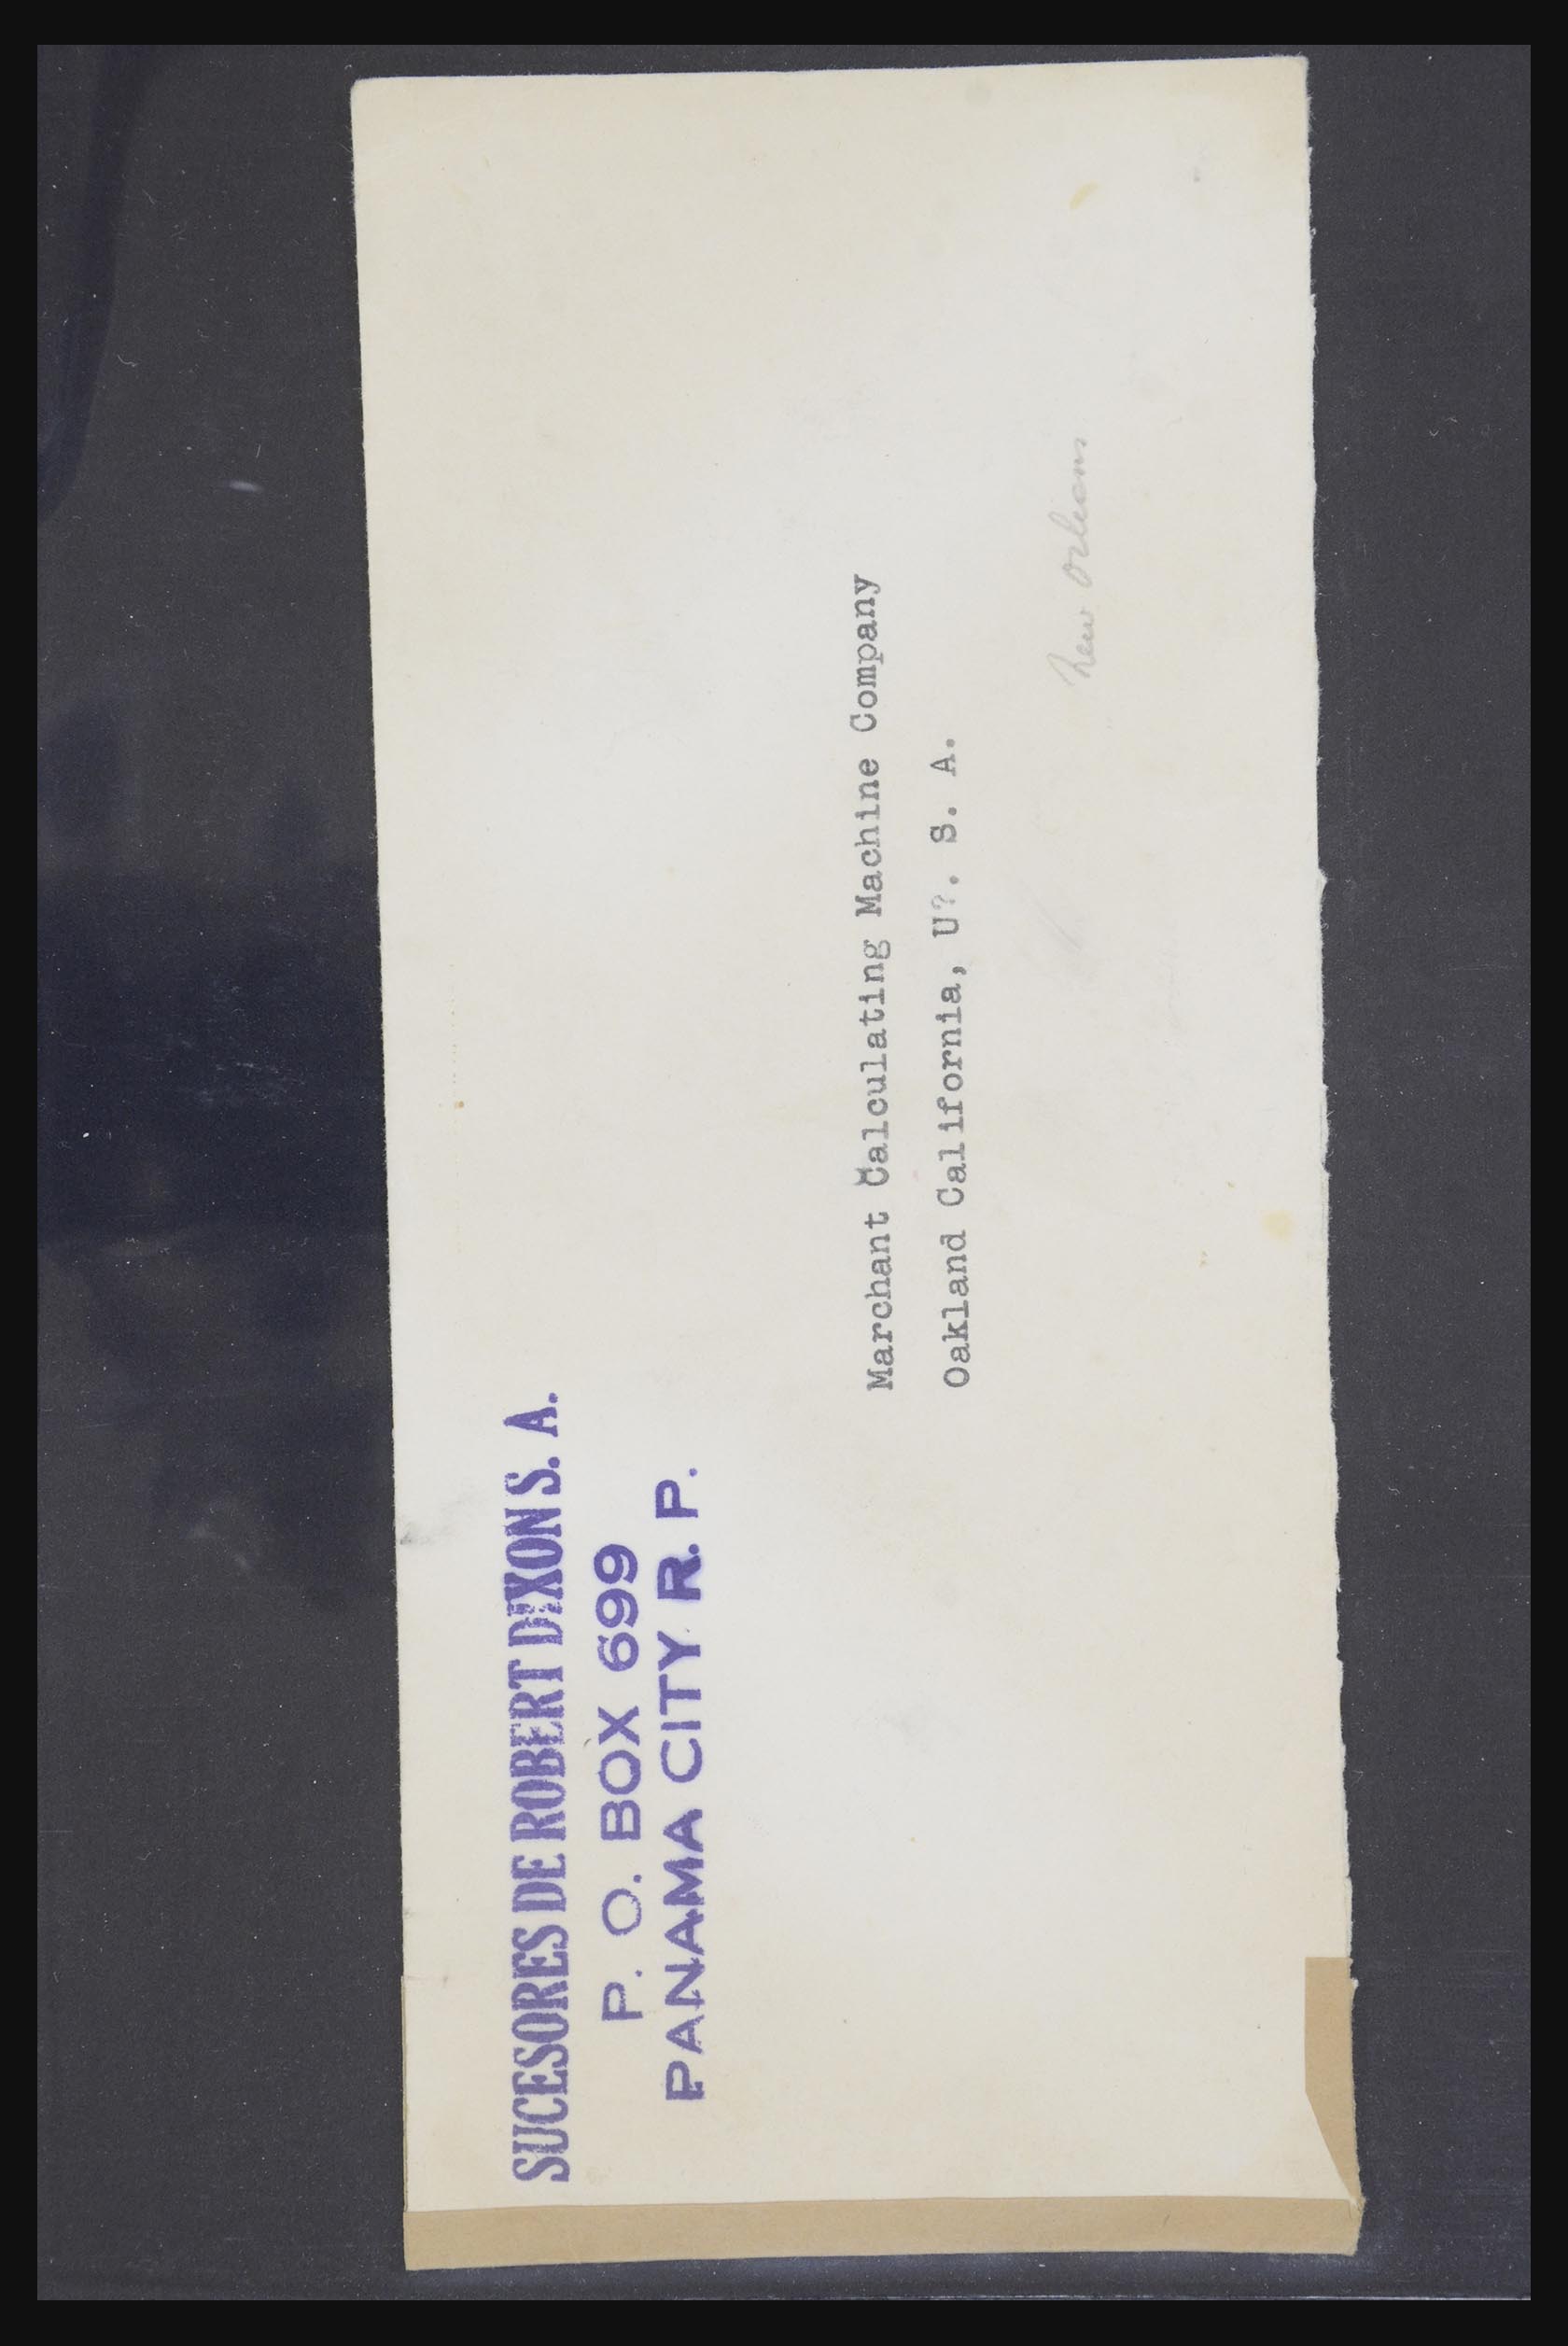 SUCESORES DE ROBERT DIXON S. A.
P. O. BOX 699
PANAMA CITY R. P.
Marchant Calculating Machine Company
Oakland California, U?. S. A.
New Orleans